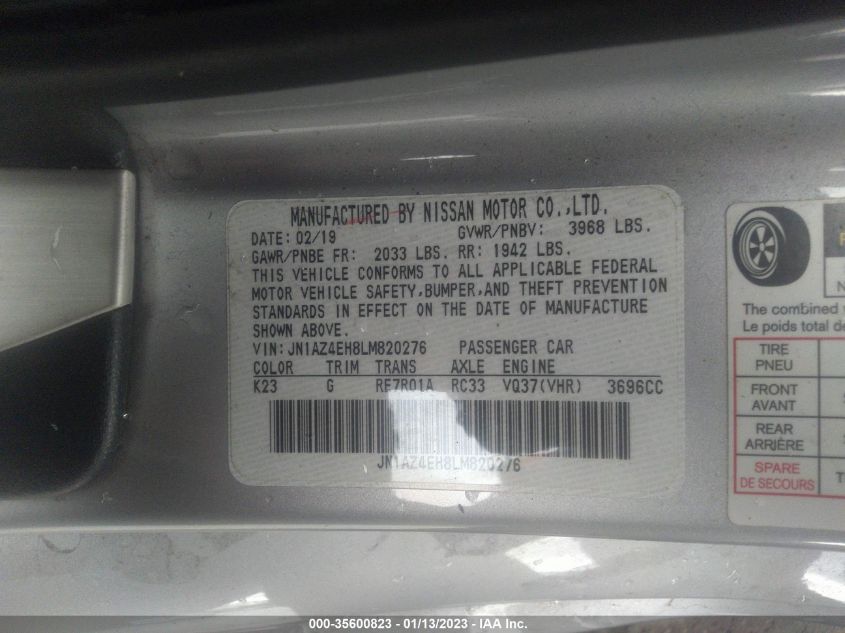 MANUFACTURED BY NISSAN MOTOR CO.,LTD.
DATE: 02/19 GVWR/PNBV: 3968 LBS.
GAWR/PNBE FR: 2033 LBS. RR: 1942 LBS.
THIS VEHICLE CONFORMS TO ALL APPLICABLE FEDERAL
MOTOR VEHICLE SAFETY,BUMPER,AND THEFT PREVENTION
STANDARDS IN EFFECT ON THE DATE OF MANUFACTURE
SHOWN ABOVE.
VIN:JN1AZ4EH8LM820276 PASSENGER CAR
COLOR TRIM TRANS AXLE ENGINE
K23 G RE7R01A RC33 VQ37(VHR) 3696CC
JN1AZ4EH8LM820276
The combined
Le poids total
TIRE
PNEU
FRONT
AVANT
REAR
ARRIÈRE
SPARE
DE SECOURS
000-35600823 - 01/13/2023 - IAA Inc.